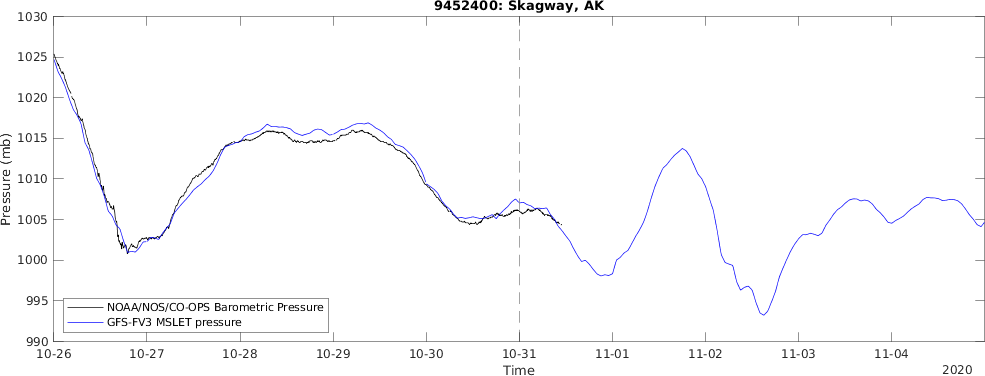 9452400: Skagway, AK
1030
1025
1020
1015
1010
1005
1000
995
990
Pressure (mb)
NOAA/NOS/CO-OPS Barometric Pressure
GFS-FV3 MSLET pressure
10-26 10-27 10-28 10-29 10-30 10-31 11-01 11-02 11-03 11-04
Time
2020